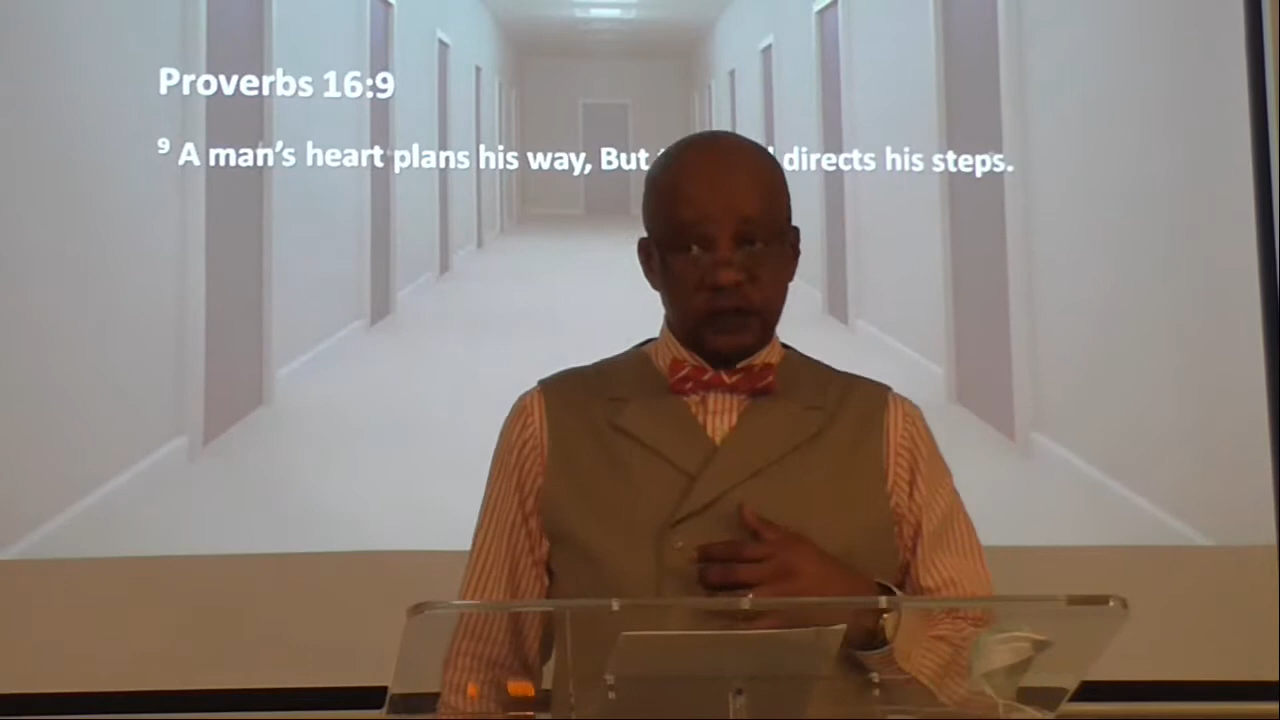 Proverbs 16:9
9 A man's heart plans his way, But directs his steps.